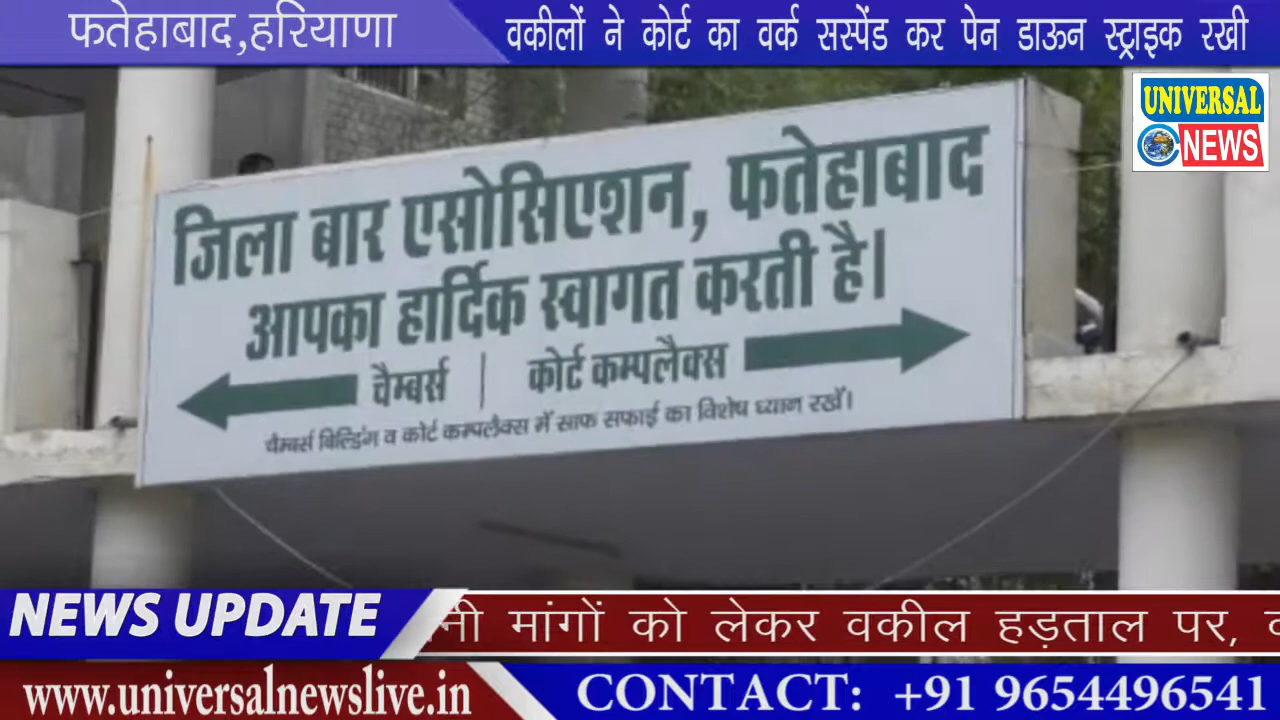 फतेहाबाद,हरियाणा
वकीलों ने कोर्ट का वर्क सस्पेंड कर पेन डाऊन स्ट्राइक रखी
UNIVERSAL
NEWS
जिला बार एसोसिएशन, फतेहाबाद
आपका हार्दिक स्वागत करती है।
चैम्बर्स | कोर्ट कम्पलैक्स
चैम्बर्स बिल्डिंग व कोर्ट कम्पलैक्स में साफ सफाई का विशेष ध्यान रखें।
NEWS UPDATE
मांगों को लेकर वकील हड़ताल पर,
www.universalnewslive.in
CONTACT: +91 9654496541